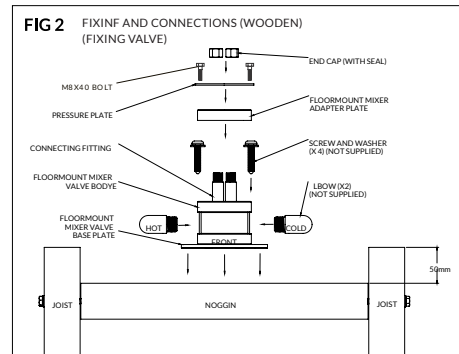 FIG 2 FIXINF AND CONNECTIONS (WOODEN)
(FIXING VALVE)
END CAP (WITH SEAL)
M8X40 BOLT
PRESSURE PLATE
FLOORMOUNT MIXER
ADAPTER PLATE
CONNECTING FITTING
SCREW AND WASHER
(X 4) (NOT SUPPLIED)
FLOORMOUNT MIXER
VALVE BODYE
LBOW (X2)
(NOT SUPPLIED)
FLOORMOUNT
MIXER VALVE
BASE PLATE
HOT
COLD
FRONT
50mm
JOIST
NOGGIN
JOIST